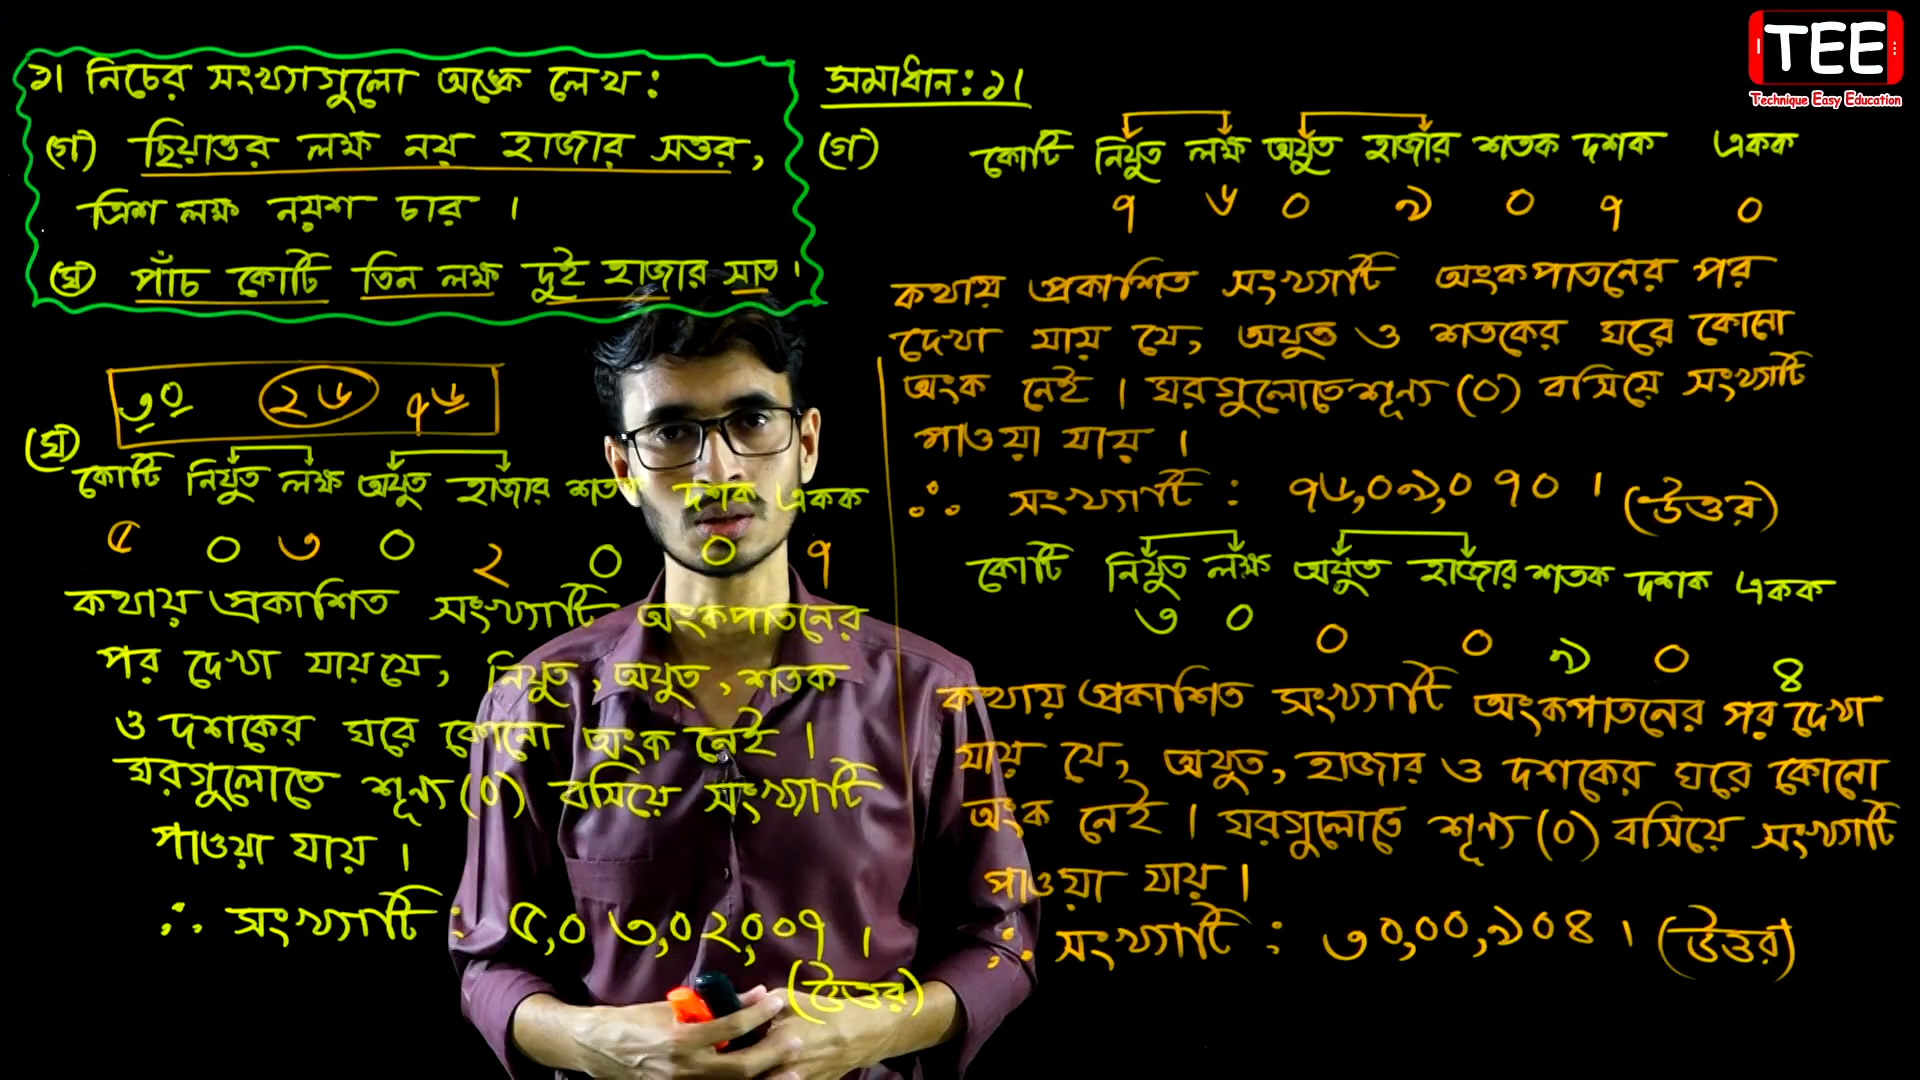 ১। নিচের সংখ্যাগুলো অঙ্কে লেখ :
(গ) ছিয়াত্তর লক্ষ নয় হাজার সত্তর,
ত্রিশ লক্ষ নয়শ চার ।
(ঘ) পাঁচ কোটি তিন লক্ষ দুই হাজার সাত ।
৩০ ২৬ ৭৬
(ঘ)
কোটি নিযুত লক্ষ অযুত হাজার শতক দশক একক
৫ ০ ৩ ০ ২ ০ ০ ৭
কথায় প্রকাশিত সংখ্যাটি অংকপাতনের
পর দেখা যায় যে, নিযুত, অযুত, শতক
ও দশকের ঘরে কোনো অংক নেই ।
ঘরগুলোতে শূন্য (০) বসিয়ে সংখ্যাটি
পাওয়া যায় ।
∴ সংখ্যাটি : ৫,০৩,০২,০০৭ ।
(উত্তর)
সমাধান : ১।
(গ)
কোটি নিযুত লক্ষ অযুত হাজার শতক দশক একক
৭ ৬ ০ ৯ ০ ৭ ০
কথায় প্রকাশিত সংখ্যাটি অংকপাতনের পর
দেখা যায় যে, অযুত ও শতকের ঘরে কোনো
অংক নেই । ঘরগুলোতে শূন্য (০) বসিয়ে সংখ্যাটি
পাওয়া যায় ।
∴ সংখ্যাটি : ৭৬,০৯,০৭০ । (উত্তর)
কোটি নিযুত লক্ষ অযুত হাজার শতক দশক একক
৩ ০ ০ ০ ৯ ০ ৪
কথায় প্রকাশিত সংখ্যাটি অংকপাতনের পর দেখা
যায় যে, অযুত, হাজার ও দশকের ঘরে কোনো
অংক নেই । ঘরগুলোতে শূন্য (০) বসিয়ে সংখ্যাটি
পাওয়া যায় ।
∴ সংখ্যাটি : ৩০,০০,৯০৪ । (উত্তর)
TEE
Technique Easy Education